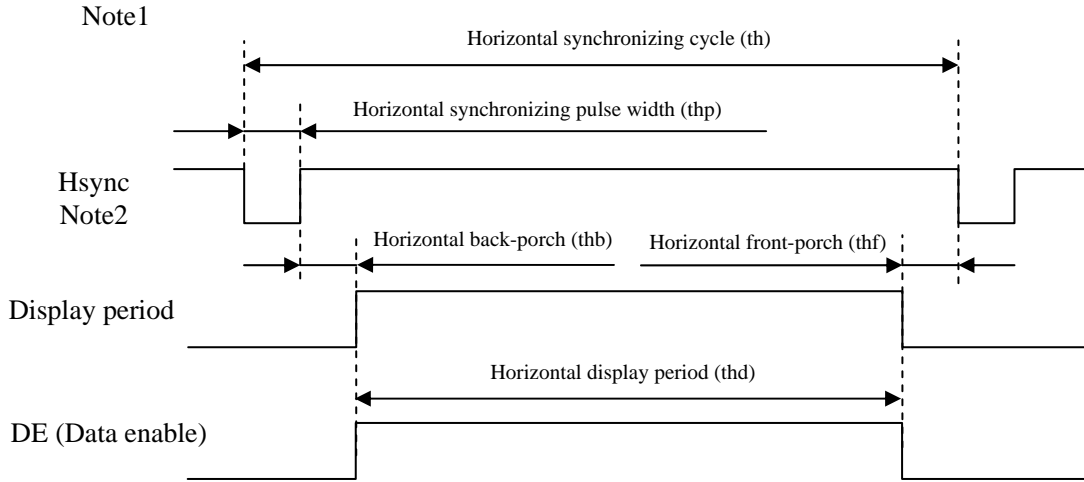 Note1
Horizontal synchronizing cycle (th)
Horizontal synchronizing pulse width (thp)
Hsync
Note2
Horizontal back-porch (thb)
Horizontal front-porch (thf)
Display period
Horizontal display period (thd)
DE (Data enable)